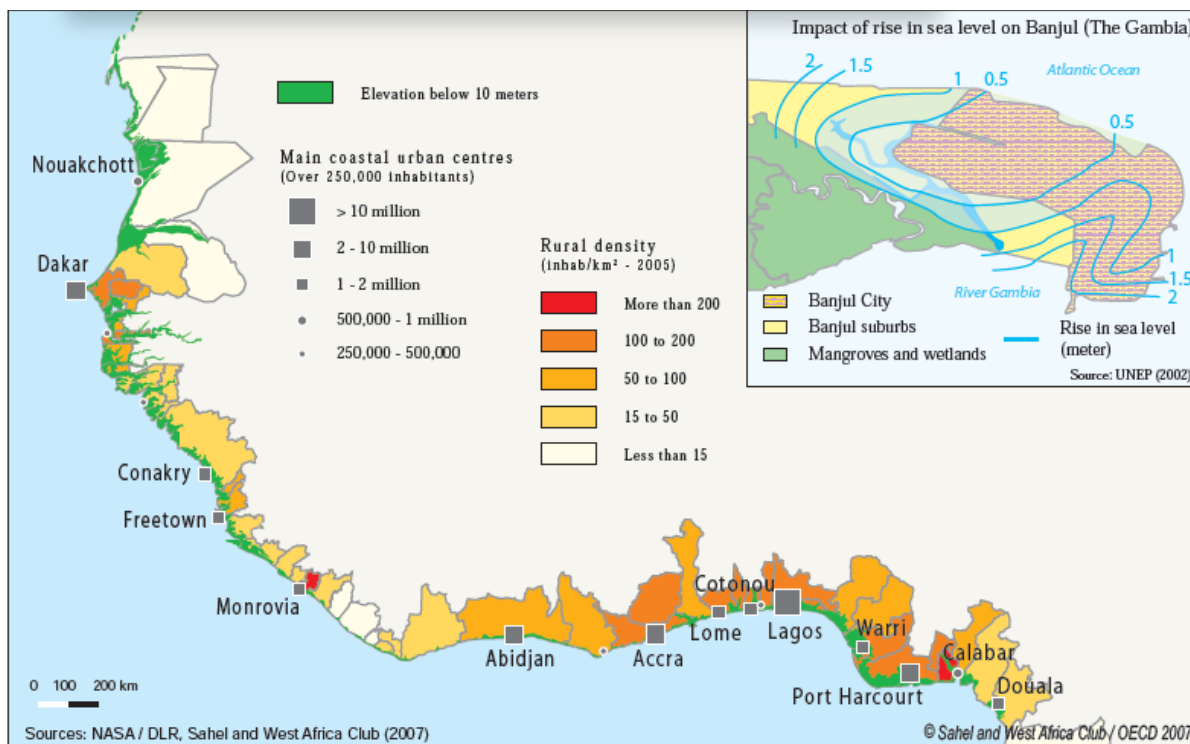 Impact of rise in sea level on Banjul (The Gambia)
2
1.5
1
0.5
Atlantic Ocean
0.5
1
1.5
2
River Gambia
Banjul City
Banjul suburbs
Mangroves and wetlands
Rise in sea level
(meter)
Source: UNEP (2002)
Elevation below 10 meters
Main coastal urban centres
(Over 250,000 inhabitants)
> 10 million
2 - 10 million
1 - 2 million
500,000 - 1 million
250,000 - 500,000
Rural density
(inhab/km² - 2005)
More than 200
100 to 200
50 to 100
15 to 50
Less than 15
Nouakchott
Dakar
Conakry
Freetown
Monrovia
Abidjan
Accra
Lome
Cotonou
Lagos
Warri
Port Harcourt
Calabar
Douala
0 100 200 km
Sources: NASA / DLR, Sahel and West Africa Club (2007)
© Sahel and West Africa Club / OECD 2007